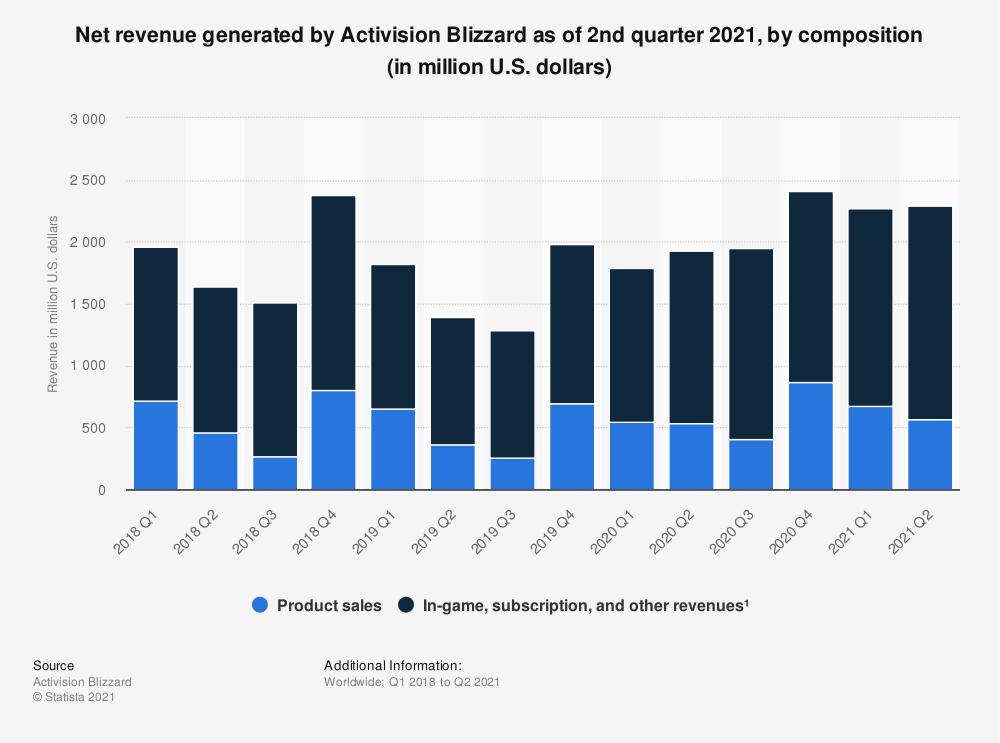 Net revenue generated by Activision Blizzard as of 2nd quarter 2021, by composition
(in million U.S. dollars)
Revenue in million U.S. dollars
3 000
2 500
2 000
1 500
1 000
500
0
2018 Q1
2018 Q2
2018 Q3
2018 Q4
2019 Q1
2019 Q2
2019 Q3
2019 Q4
2020 Q1
2020 Q2
2020 Q3
2020 Q4
2021 Q1
2021 Q2
Product sales
In-game, subscription, and other revenues¹
Source
Activision Blizzard
© Statista 2021
Additional Information:
Worldwide; Q1 2018 to Q2 2021